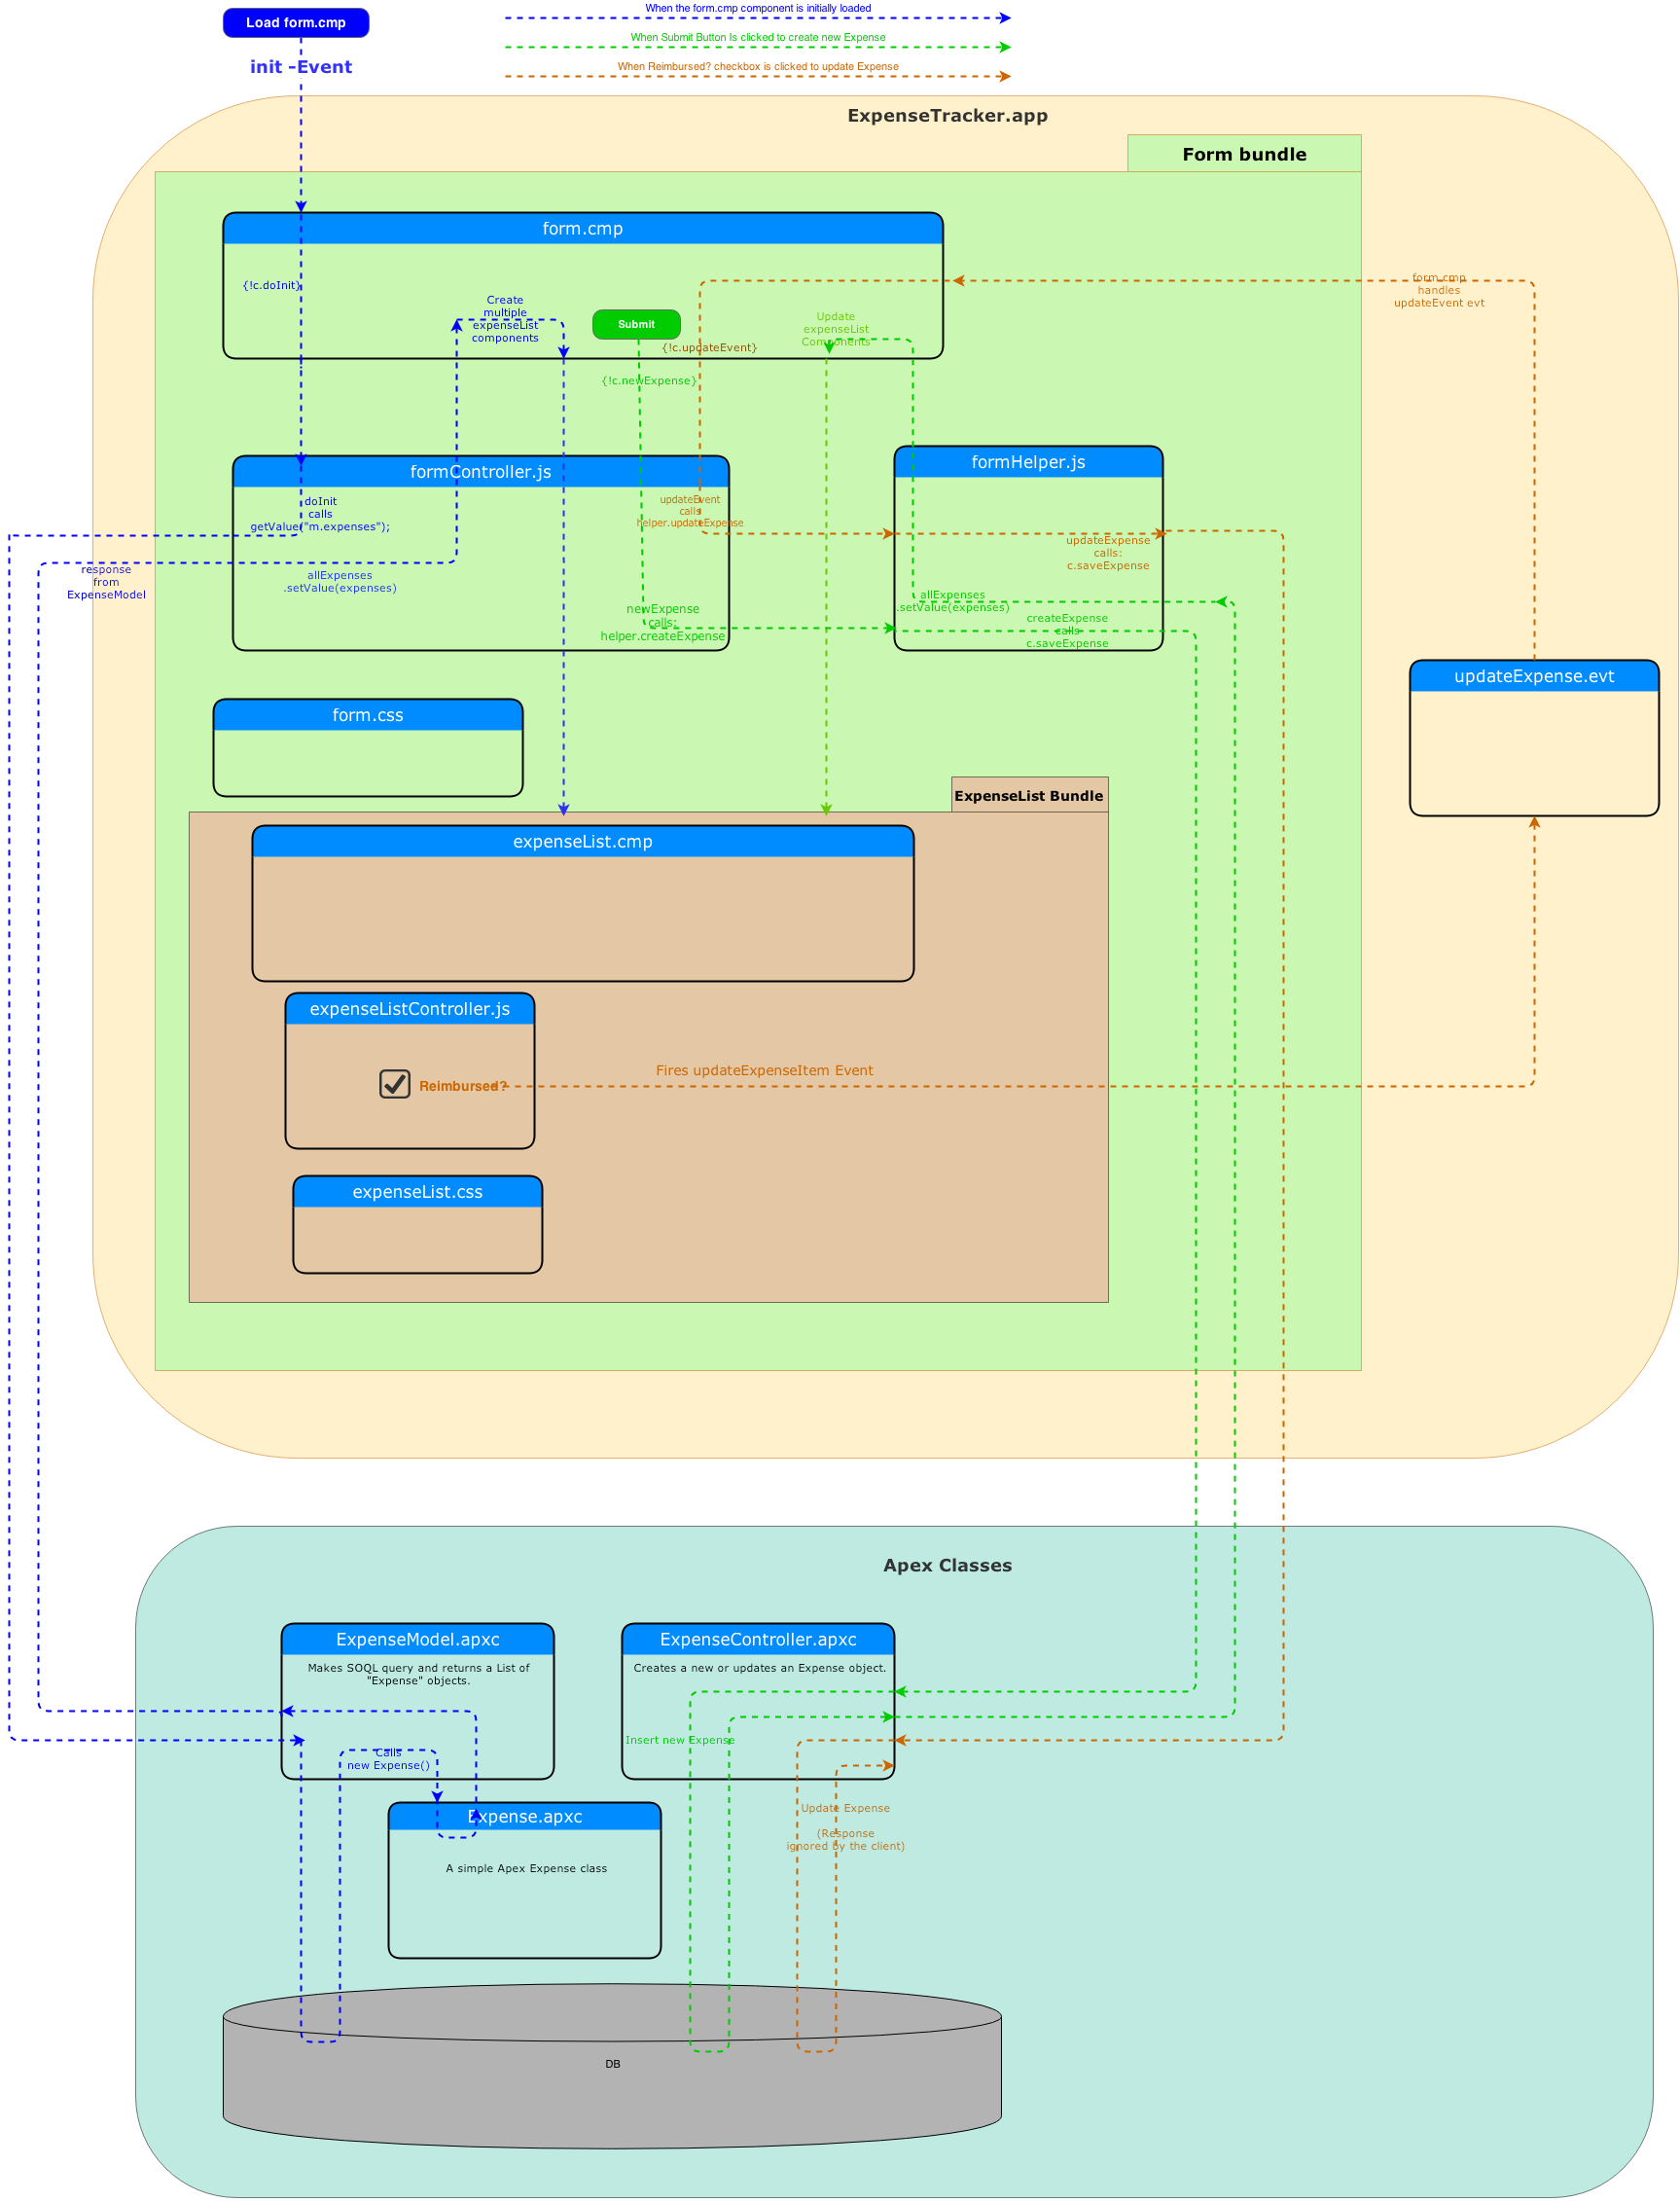 Load form.cmp
When the form.cmp component is initially loaded
When Submit Button Is clicked to create new Expense
When Reimbursed? checkbox is clicked to update Expense
init -Event
ExpenseTracker.app
Form bundle
form.cmp
{!c.doInit}
Create
multiple
expenseList
components
Submit
Update
expenseList
Components
form.cmp
handles
updateEvent evt
{!c.updateEvent}
{!c.newExpense}
formController.js
formHelper.js
doInit
calls
getValue("m.expenses");
updateEvent
calls
helper.updateExpense
updateExpense
calls:
c.saveExpense
response
from
ExpenseModel
allExpenses
.setValue(expenses)
newExpense
calls:
helper.createExpense
allExpenses
.setValue(expenses)
createExpense
calls
c.saveExpense
updateExpense.evt
form.css
ExpenseList Bundle
expenseList.cmp
expenseListController.js
Reimbursed?
Fires updateExpenseItem Event
expenseList.css
Apex Classes
ExpenseModel.apxc
Makes SOQL query and returns a List of
"Expense" objects.
ExpenseController.apxc
Creates a new or updates an Expense object.
Insert new Expense
Calls
new Expense()
Expense.apxc
A simple Apex Expense class
Update Expense
(Response
ignored by the client)
DB